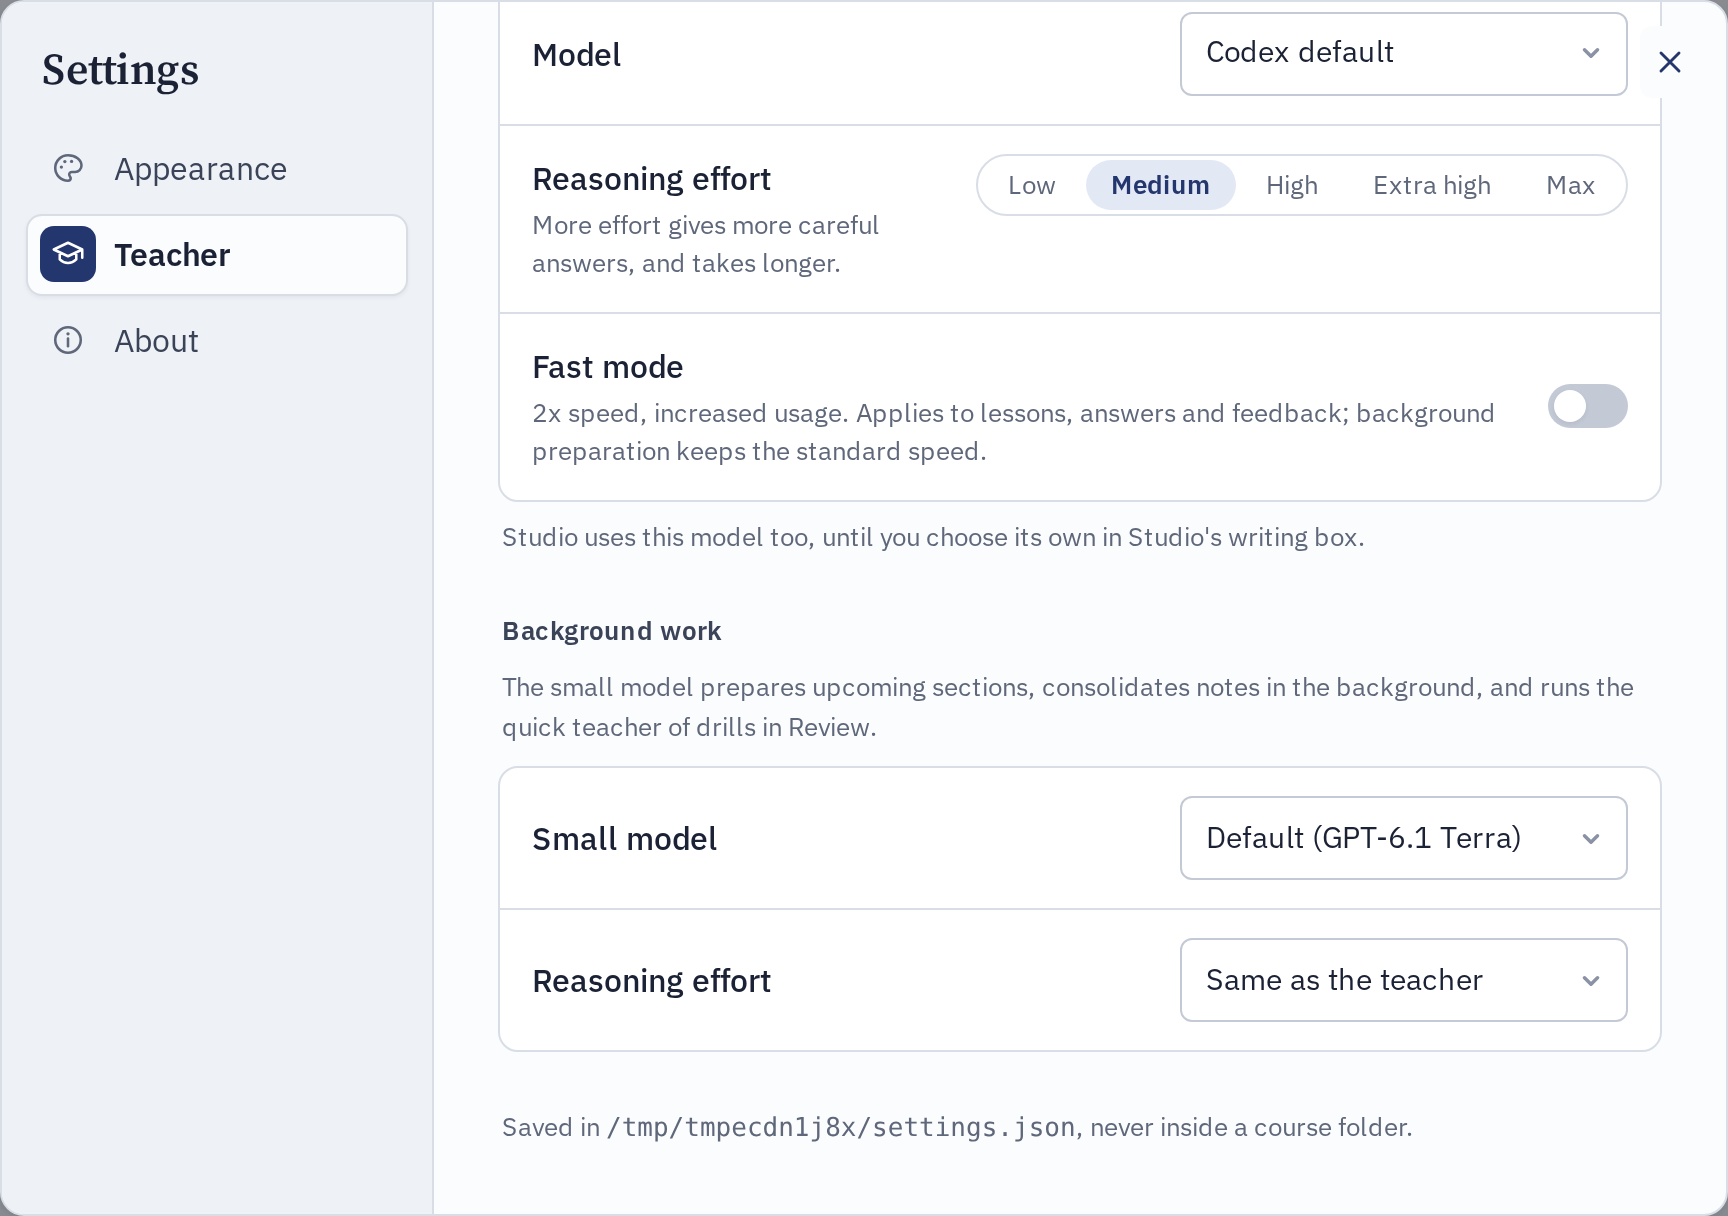 Settings
Appearance
Teacher
About
Model
Codex default
Reasoning effort
Low
Medium
High
Extra high
Max
More effort gives more careful
answers, and takes longer.
Fast mode
2x speed, increased usage. Applies to lessons, answers and feedback; background
preparation keeps the standard speed.
Studio uses this model too, until you choose its own in Studio's writing box.
Background work
The small model prepares upcoming sections, consolidates notes in the background, and runs the
quick teacher of drills in Review.
Small model
Default (GPT-6.1 Terra)
Reasoning effort
Same as the teacher
Saved in /tmp/tmpecdn1j8x/settings.json, never inside a course folder.